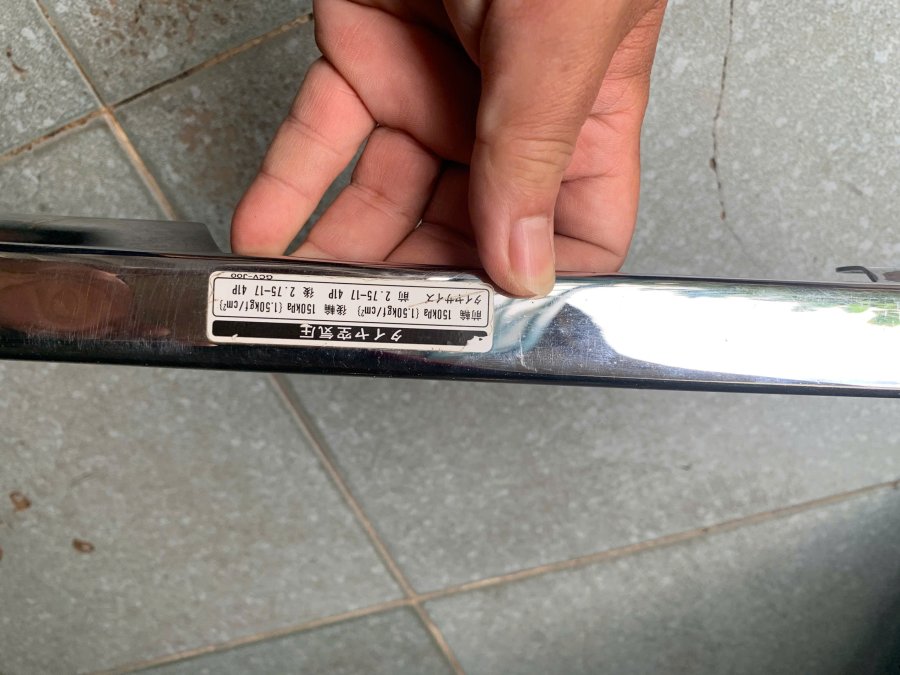 タイヤ空気圧
前輪 150kPa {1.50kgf/cm²} 後輪 150kPa {1.50kgf/cm²}
タイヤサイズ 前 2.75-17 41P 後 2.75-17 41P
GCV-J00